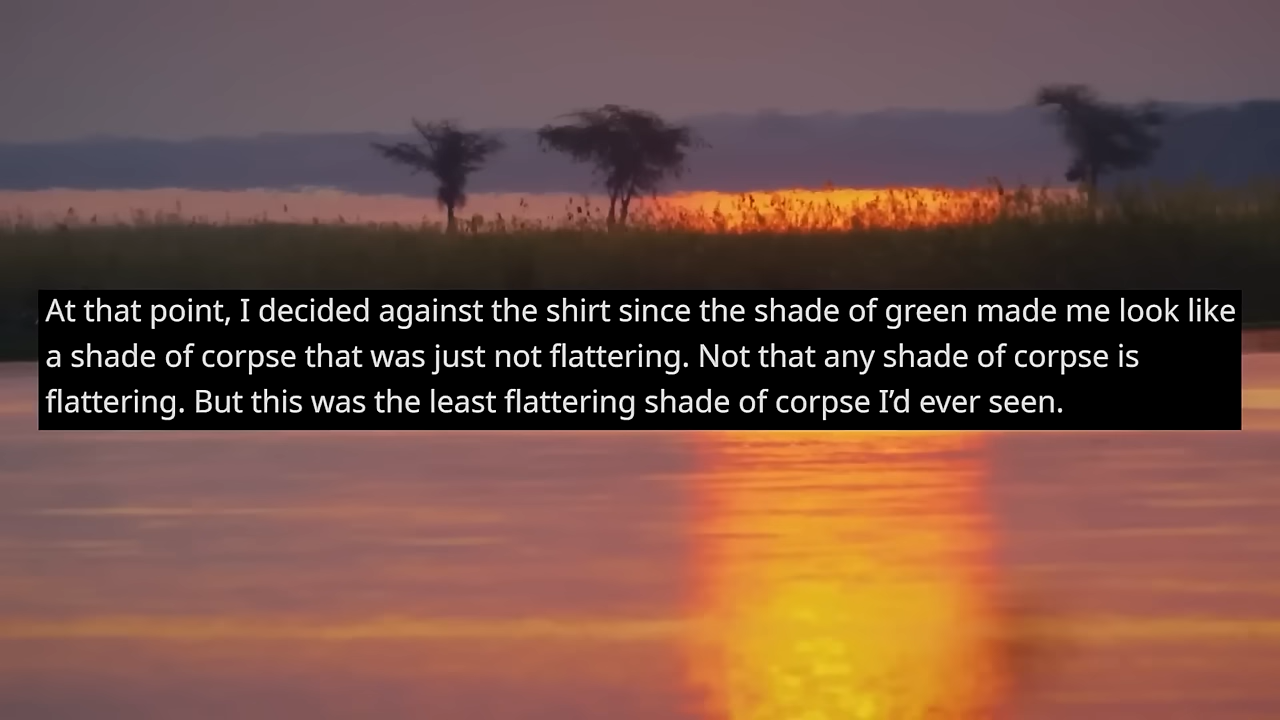 At that point, I decided against the shirt since the shade of green made me look like
a shade of corpse that was just not flattering. Not that any shade of corpse is
flattering. But this was the least flattering shade of corpse I’d ever seen.